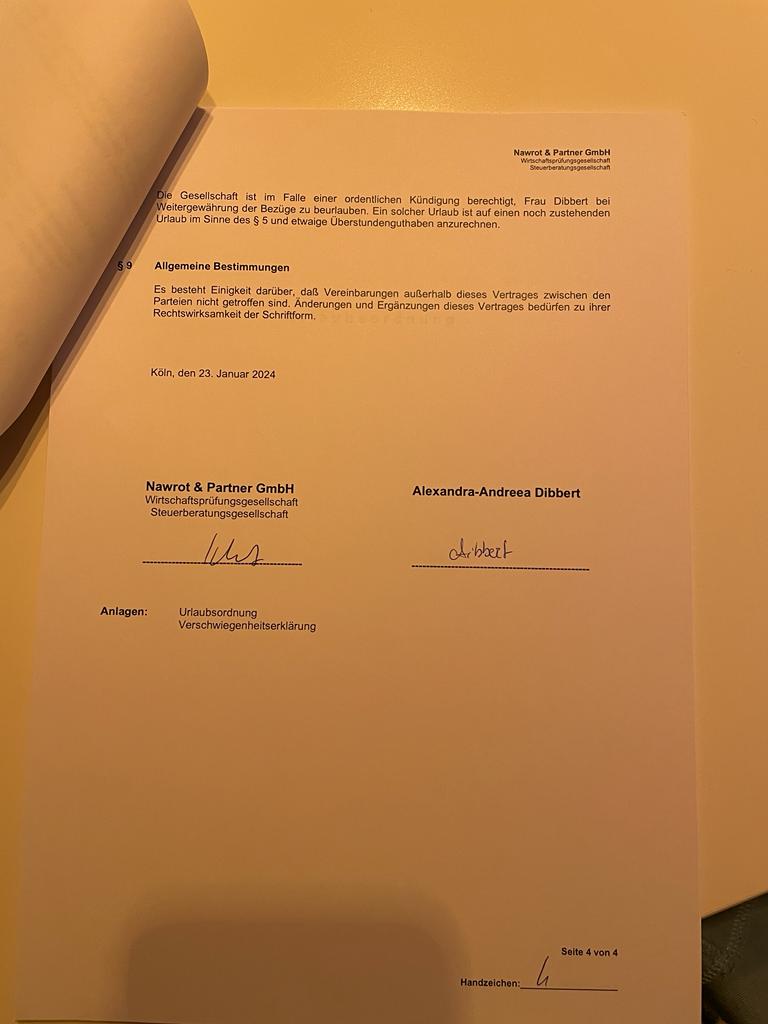 Nawrot & Partner GmbH
Wirtschaftsprüfungsgesellschaft
Steuerberatungsgesellschaft
Die Gesellschaft ist im Falle einer ordentlichen Kündigung berechtigt, Frau Dibbert bei
Weitergewährung der Bezüge zu beurlauben. Ein solcher Urlaub ist auf einen noch zustehenden
Urlaub im Sinne des § 5 und etwaige Überstundenguthaben anzurechnen.
§ 9 Allgemeine Bestimmungen
Es besteht Einigkeit darüber, daß Vereinbarungen außerhalb dieses Vertrages zwischen den
Parteien nicht getroffen sind. Änderungen und Ergänzungen dieses Vertrages bedürfen zu ihrer
Rechtswirksamkeit der Schriftform.
Köln, den 23. Januar 2024
Nawrot & Partner GmbH
Wirtschaftsprüfungsgesellschaft
Steuerberatungsgesellschaft
Alexandra-Andreea Dibbert
Dibbert
Anlagen: Urlaubsordnung
Verschwiegenheitserklärung
Seite 4 von 4
Handzeichen: